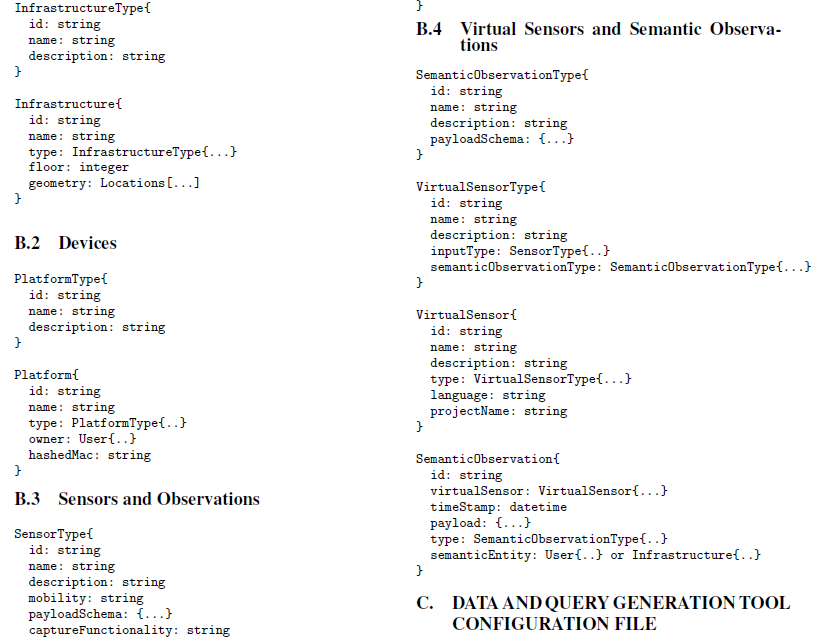 InfrastructureType{
id: string
name: string
description: string
}
Infrastructure{
id: string
name: string
type: InfrastructureType{...}
floor: integer
geometry: Locations[...]
}
B.2 Devices
PlatformType{
id: string
name: string
description: string
}
Platform{
id: string
name: string
type: PlatformType{..}
owner: User{..}
hashedMac: string
}
B.3 Sensors and Observations
SensorType{
id: string
name: string
description: string
mobility: string
payloadSchema: {...}
captureFunctionality: string
}
B.4 Virtual Sensors and Semantic Observa-
tions
SemanticObservationType{
id: string
name: string
description: string
payloadSchema: {...}
}
VirtualSensorType{
id: string
name: string
description: string
inputType: SensorType{..}
semanticObservationType: SemanticObservationType{...}
}
VirtualSensor{
id: string
name: string
description: string
type: VirtualSensorType{...}
language: string
projectName: string
}
SemanticObservation{
id: string
virtualSensor: VirtualSensor{...}
timeStamp: datetime
payload: {...}
type: SemanticObservationType{..}
semanticEntity: User{..} or Infrastructure{..}
}
C. DATA AND QUERY GENERATION TOOL
CONFIGURATION FILE